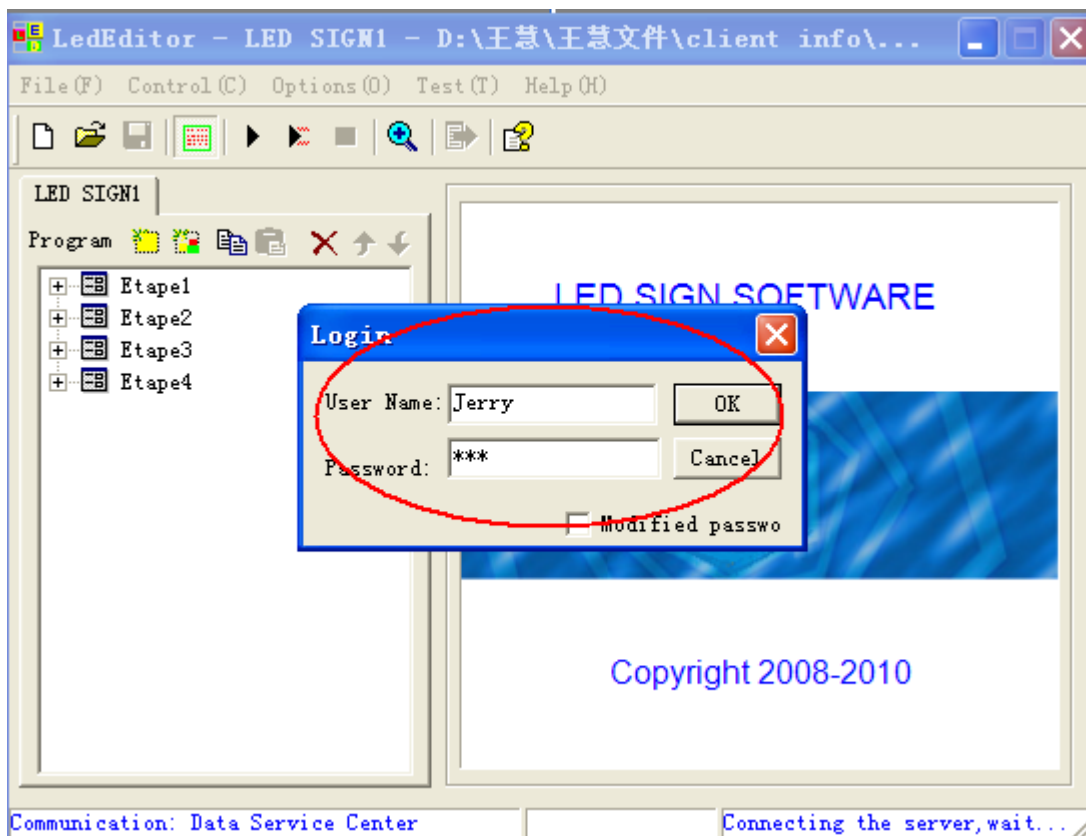 LedEditor - LED SIGN1 - D:\王慧\王慧文件\client info\...
File(F) Control(C) Options(O) Test(T) Help(H)
LED SIGN1
Program
Etape1
Etape2
Etape3
Etape4
LED SIGN SOFTWARE
Login
User Name: Jerry OK
Password: *** Cancel
Modified passwo
Copyright 2008-2010
Communication: Data Service Center Connecting the server,wait...